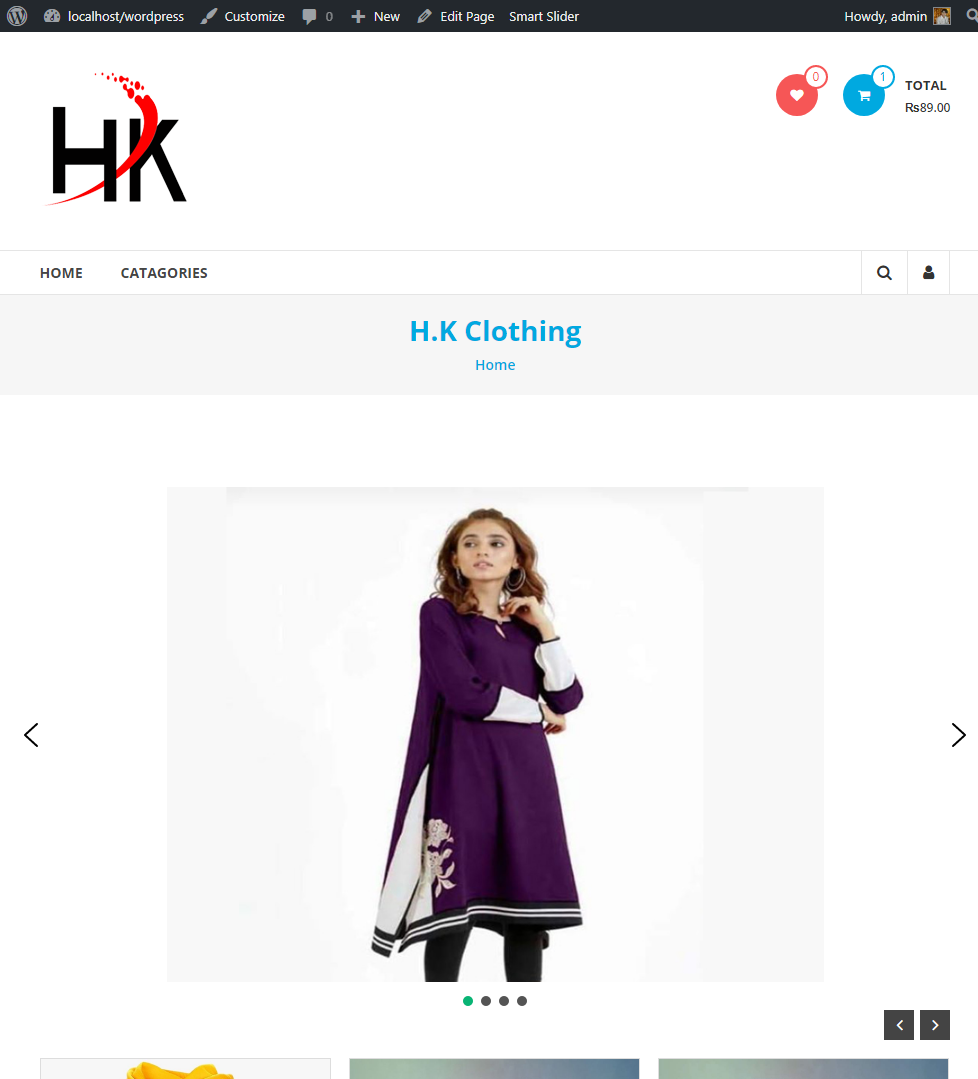 localhost/wordpress Customize 0 New Edit Page Smart Slider Howdy, admin
HK
0
1
TOTAL
₨89.00
HOME CATAGORIES
H.K Clothing
Home